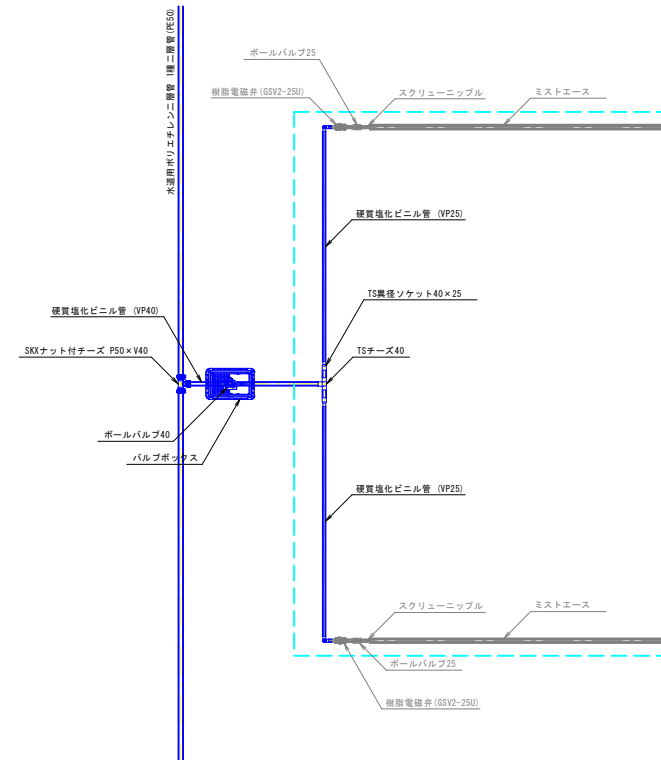 水道用ポリエチレン二層管 1種二層管(PE50)
ボールバルブ25
樹脂電磁弁(GSV2-25U)
スクリューニップル
ミストエース
硬質塩化ビニル管 (VP25)
TS異径ソケット40×25
硬質塩化ビニル管 (VP40)
SKXナット付チーズ P50×V40
TSチーズ40
ボールバルブ40
バルブボックス
硬質塩化ビニル管 (VP25)
スクリューニップル
ミストエース
ボールバルブ25
樹脂電磁弁(GSV2-25U)